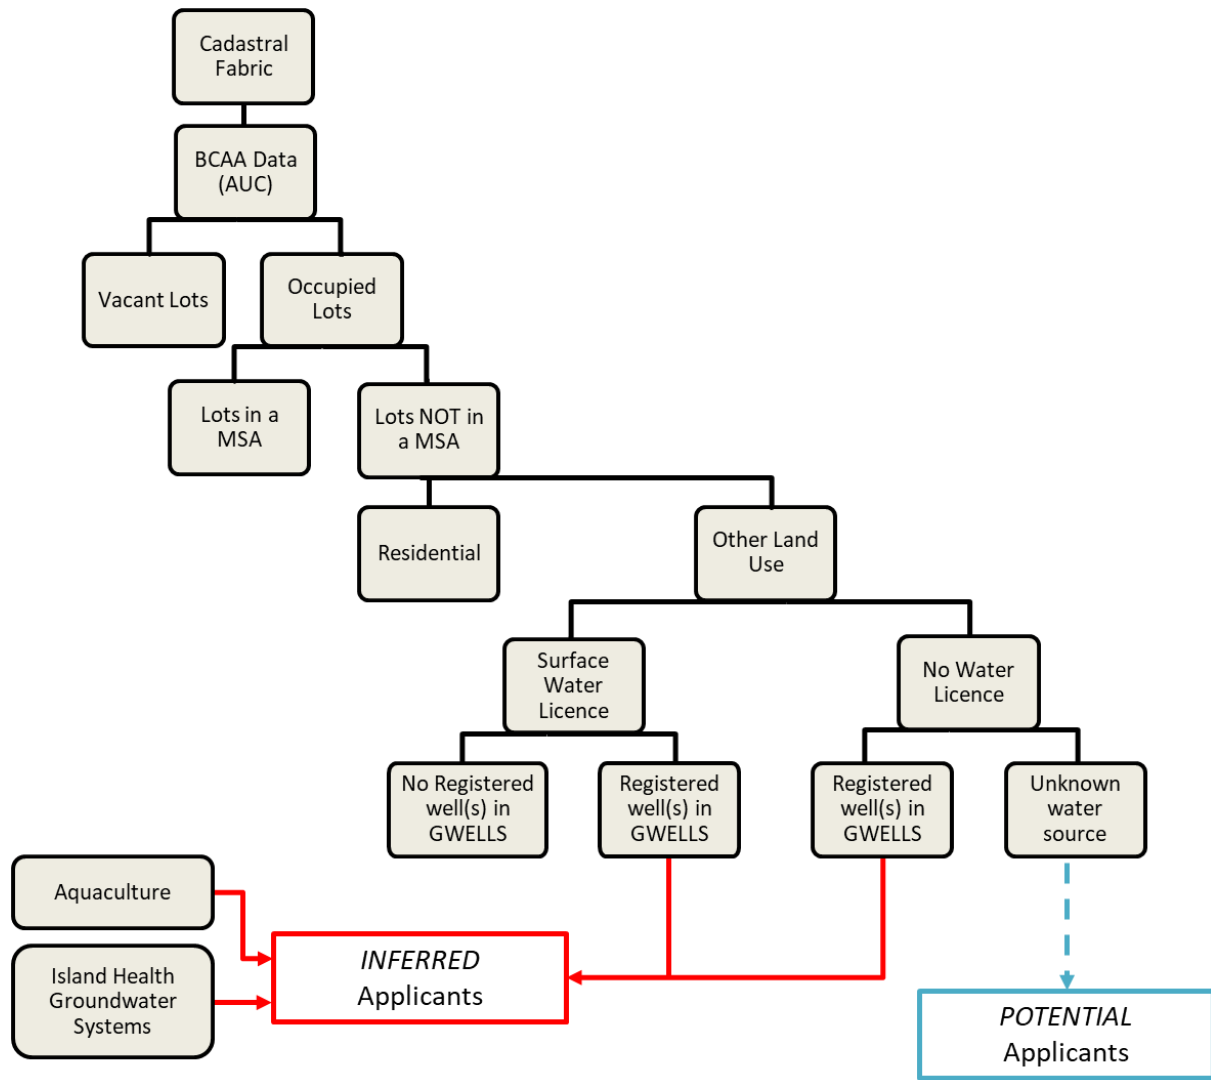 Cadastral
Fabric
BCAA Data
(AUC)
Vacant Lots
Occupied
Lots
Lots in a
MSA
Lots NOT in
a MSA
Residential
Other Land
Use
Surface
Water
Licence
No Water
Licence
No Registered
well(s) in
GWELLS
Registered
well(s) in
GWELLS
Registered
well(s) in
GWELLS
Unknown
water
source
Aquaculture
Island Health
Groundwater
Systems
INFERRED
Applicants
POTENTIAL
Applicants